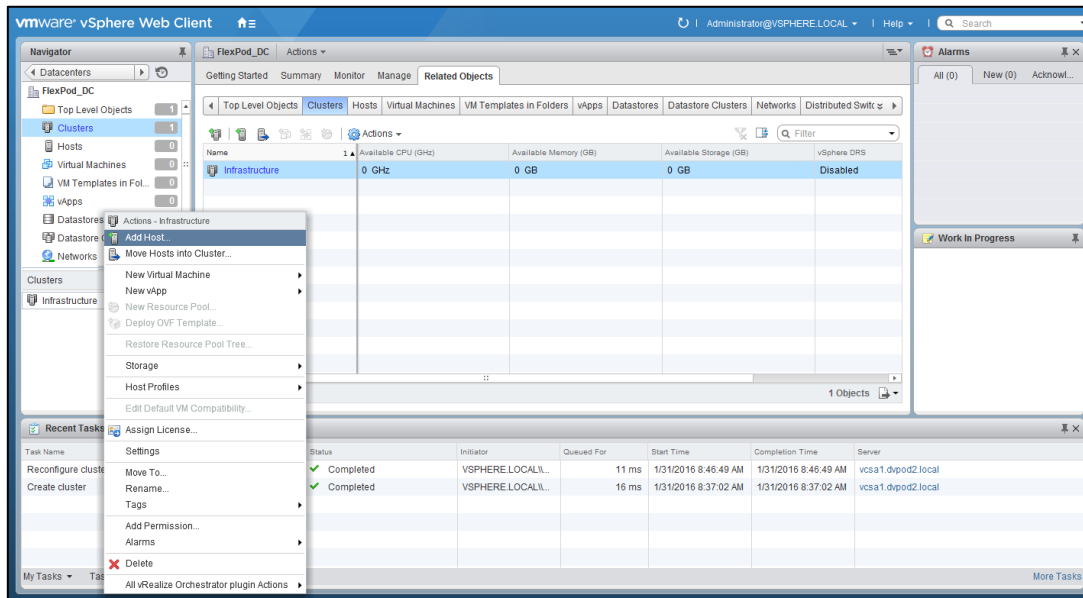 vmware® vSphere Web Client
Administrator@VSPHERE.LOCAL
Help
Search
Navigator
Datacenters
FlexPod_DC
Top Level Objects 1
Clusters 1
Hosts 0
Virtual Machines 0
VM Templates in Fol... 0
vApps 0
Datastores
Datastore
Networks
Clusters
Infrastructure
FlexPod_DC Actions
Getting Started Summary Monitor Manage Related Objects
Top Level Objects Clusters Hosts Virtual Machines VM Templates in Folders vApps Datastores Datastore Clusters Networks Distributed Switc
Actions Filter
Name 1 Available CPU (GHz) Available Memory (GB) Available Storage (GB) vSphere DRS
Infrastructure 0 GHz 0 GB 0 GB Disabled
1 Objects
Actions - Infrastructure
Add Host...
Move Hosts into Cluster...
New Virtual Machine
New vApp
New Resource Pool...
Deploy OVF Template...
Restore Resource Pool Tree...
Storage
Host Profiles
Edit Default VM Compatibility...
Assign License...
Settings
Move To...
Rename...
Tags
Add Permission...
Alarms
Delete
All vRealize Orchestrator plugin Actions
Alarms
All (0) New (0) Acknowl...
Work In Progress
Recent Tasks
Task Name Status Initiator Queued For Start Time Completion Time Server
Reconfigure cluste Completed VSPHERE.LOCAL\\... 11 ms 1/31/2016 8:46:49 AM 1/31/2016 8:46:49 AM vcsa1.dvpod2.local
Create cluster Completed VSPHERE.LOCAL\\... 16 ms 1/31/2016 8:37:02 AM 1/31/2016 8:37:02 AM vcsa1.dvpod2.local
My Tasks Tas
More Tasks